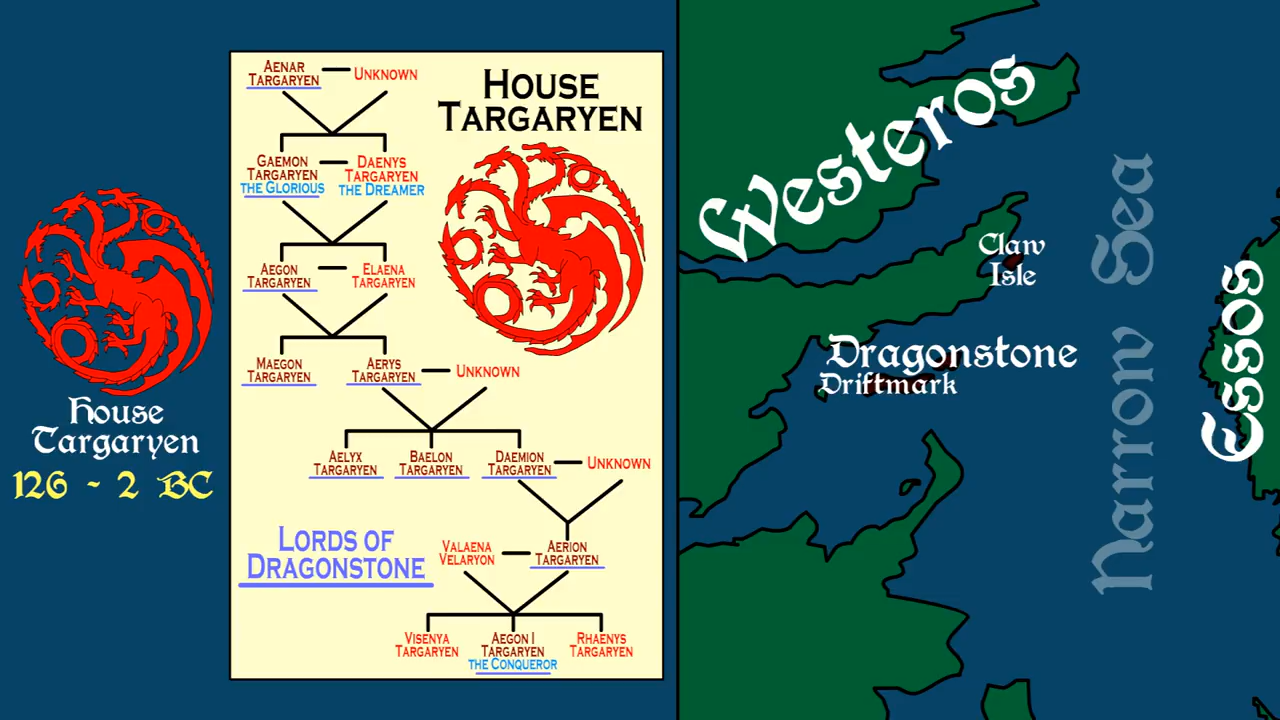 House
Targaryen
126 - 2 BC
House
Targaryen
Aenar
Targaryen
Unknown
Gaemon
Targaryen
the Glorious
Daenys
Targaryen
the Dreamer
Aegon
Targaryen
Elaena
Targaryen
Maegon
Targaryen
Aerys
Targaryen
Unknown
Aelyx
Targaryen
Baelon
Targaryen
Daemion
Targaryen
Unknown
Lords of
Dragonstone
Valaena
Velaryon
Aerion
Targaryen
Visenya
Targaryen
Aegon I
Targaryen
the Conqueror
Rhaenys
Targaryen
Westeros
Claw
Isle
Dragonstone
Driftmark
Narrow Sea
Essos